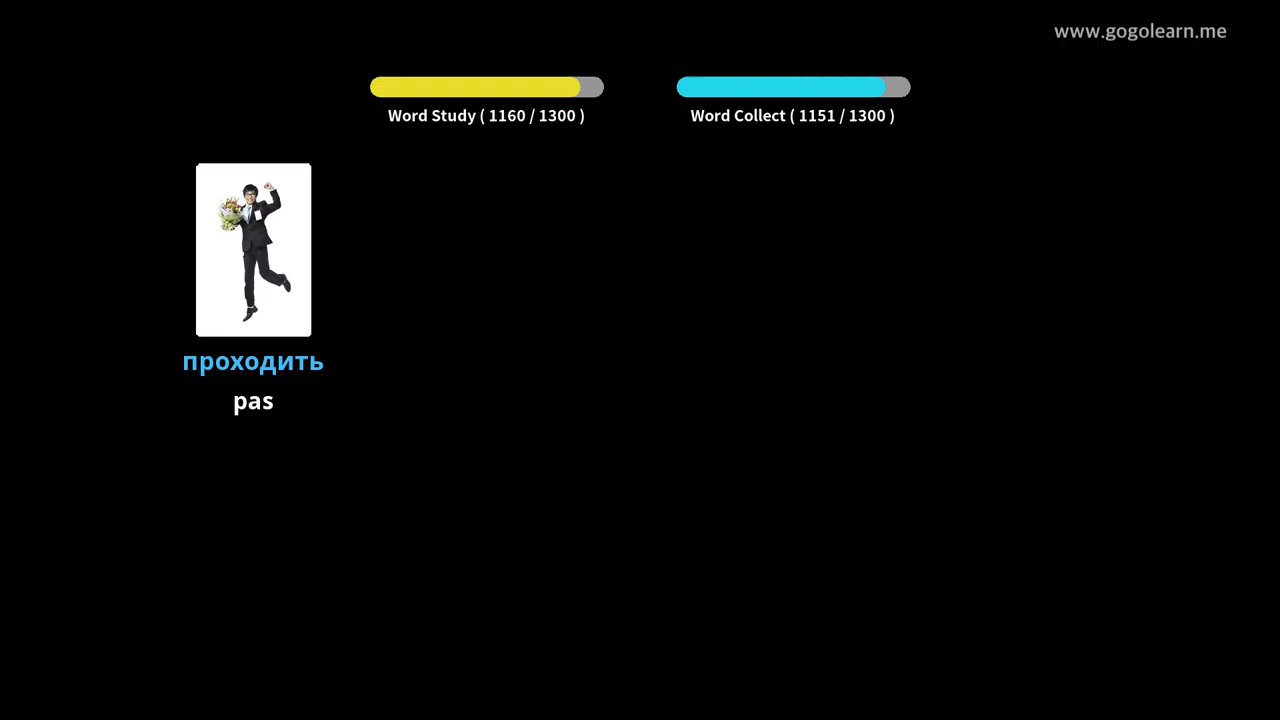 www.gogolearn.me
Word Study ( 1160 / 1300 )
Word Collect ( 1151 / 1300 )
проходить
pas